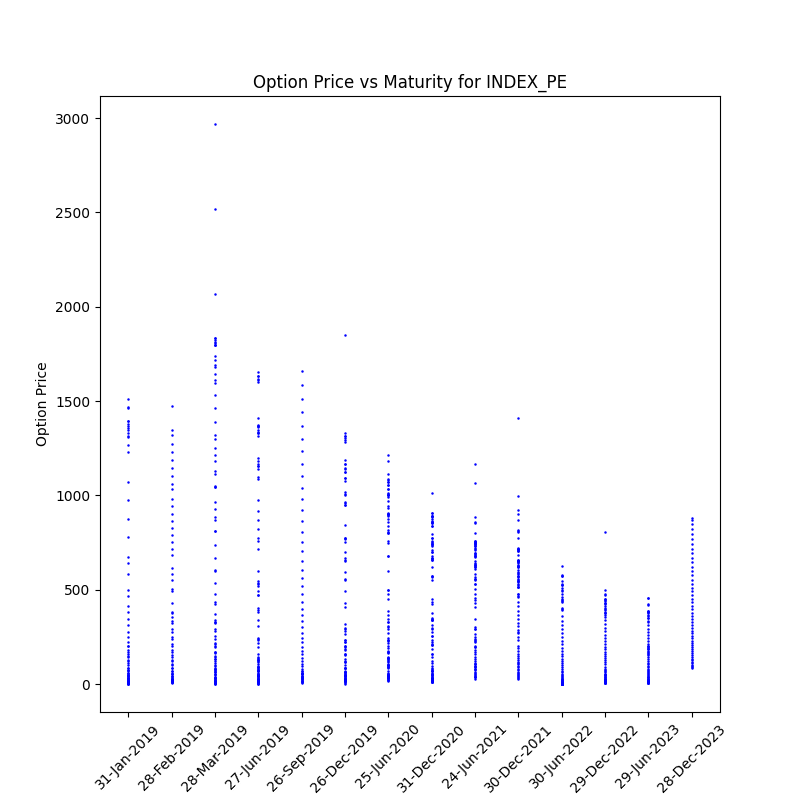 Option Price vs Maturity for INDEX_PE
3000
2500
2000
1500
1000
500
0
Option Price
31-Jan-2019
28-Feb-2019
28-Mar-2019
27-Jun-2019
26-Sep-2019
26-Dec-2019
25-Jun-2020
31-Dec-2020
24-Jun-2021
30-Dec-2021
30-Jun-2022
29-Dec-2022
29-Jun-2023
28-Dec-2023